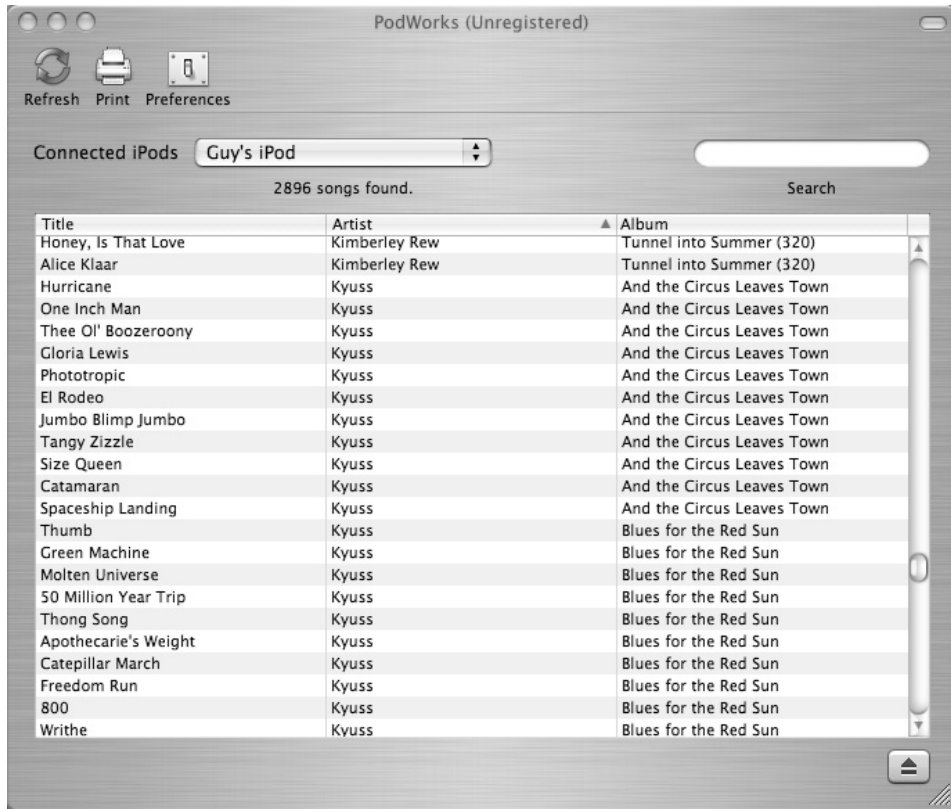 PodWorks (Unregistered)
Refresh Print Preferences
Connected iPods Guy's iPod
2896 songs found. Search
Title Artist Album
Honey, Is That Love Kimberley Rew Tunnel into Summer (320)
Alice Klaar Kimberley Rew Tunnel into Summer (320)
Hurricane Kyuss And the Circus Leaves Town
One Inch Man Kyuss And the Circus Leaves Town
Thee Ol' Boozeroony Kyuss And the Circus Leaves Town
Gloria Lewis Kyuss And the Circus Leaves Town
Phototropic Kyuss And the Circus Leaves Town
El Rodeo Kyuss And the Circus Leaves Town
Jumbo Blimp Jumbo Kyuss And the Circus Leaves Town
Tangy Zizzle Kyuss And the Circus Leaves Town
Size Queen Kyuss And the Circus Leaves Town
Catamaran Kyuss And the Circus Leaves Town
Spaceship Landing Kyuss And the Circus Leaves Town
Thumb Kyuss Blues for the Red Sun
Green Machine Kyuss Blues for the Red Sun
Molten Universe Kyuss Blues for the Red Sun
50 Million Year Trip Kyuss Blues for the Red Sun
Thong Song Kyuss Blues for the Red Sun
Apothecarie's Weight Kyuss Blues for the Red Sun
Catepillar March Kyuss Blues for the Red Sun
Freedom Run Kyuss Blues for the Red Sun
800 Kyuss Blues for the Red Sun
Writhe Kyuss Blues for the Red Sun